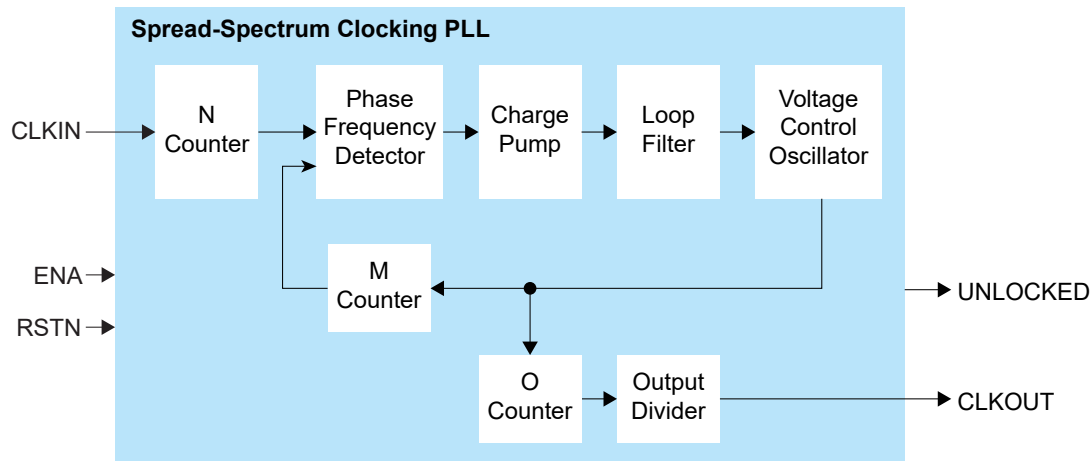 Spread-Spectrum Clocking PLL
CLKIN
N
Counter
Phase
Frequency
Detector
Charge
Pump
Loop
Filter
Voltage
Control
Oscillator
ENA
RSTN
M
Counter
UNLOCKED
O
Counter
Output
Divider
CLKOUT